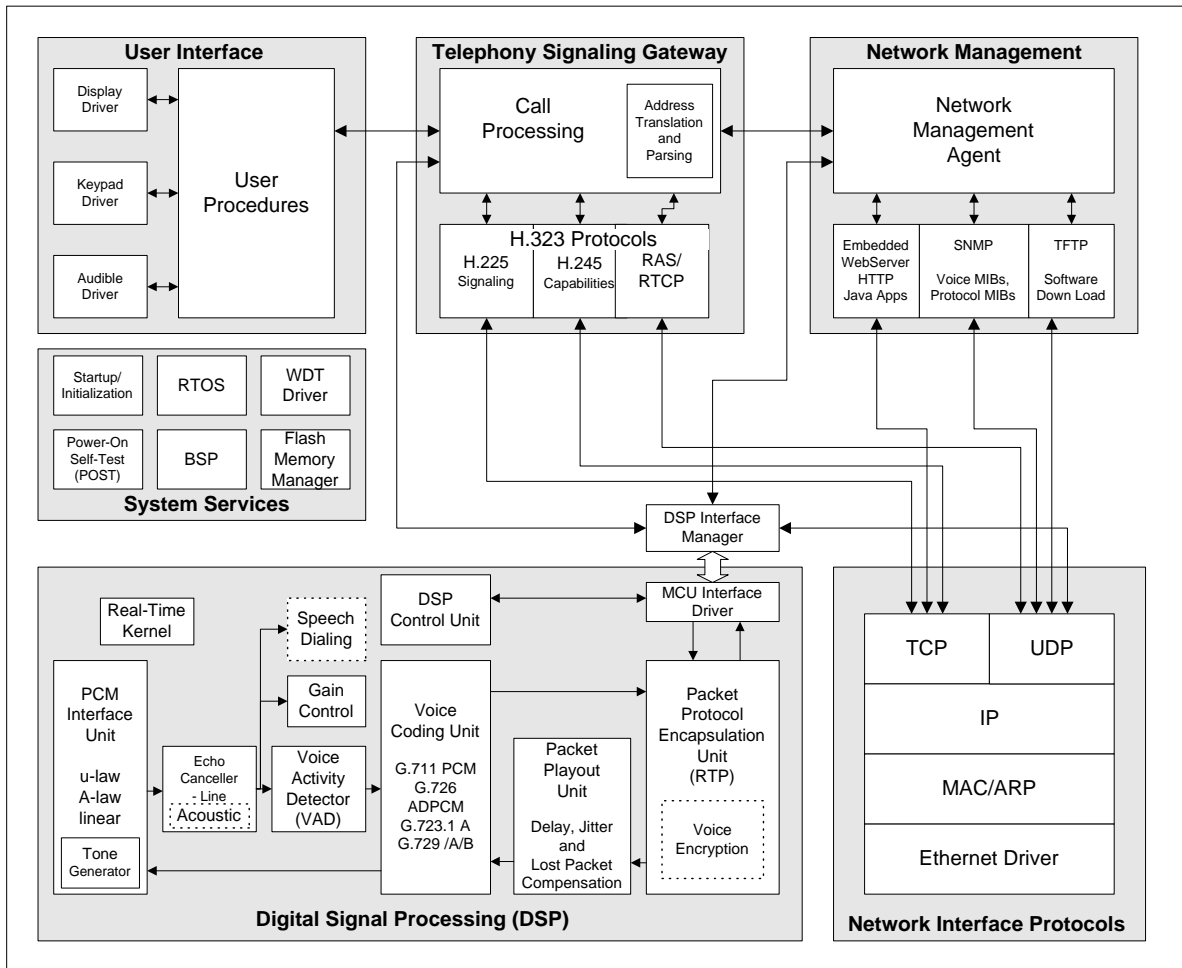 User Interface
Display
Driver
Keypad
Driver
Audible
Driver
User
Procedures
Telephony Signaling Gateway
Call
Processing
Address
Translation
and
Parsing
H.323 Protocols
H.225
Signaling
H.245
Capabilities
RAS/
RTCP
Network Management
Network
Management
Agent
Embedded
WebServer
HTTP
Java Apps
SNMP
Voice MIBs,
Protocol MIBs
TFTP
Software
Down Load
Startup/
Initialization
RTOS
WDT
Driver
Power-On
Self-Test
(POST)
BSP
Flash
Memory
Manager
System Services
DSP Interface
Manager
MCU Interface
Driver
DSP
Control Unit
Real-Time
Kernel
Speech
Dialing
Gain
Control
PCM
Interface
Unit
u-law
A-law
linear
Tone
Generator
Echo
Canceller
- Line
Acoustic
Voice
Activity
Detector
(VAD)
Voice
Coding Unit
G.711 PCM
G.726
ADPCM
G.723.1 A
G.729 /A/B
Packet
Playout
Unit
Delay, Jitter
and
Lost Packet
Compensation
Packet
Protocol
Encapsulation
Unit
(RTP)
Voice
Encryption
Digital Signal Processing (DSP)
TCP
UDP
IP
MAC/ARP
Ethernet Driver
Network Interface Protocols